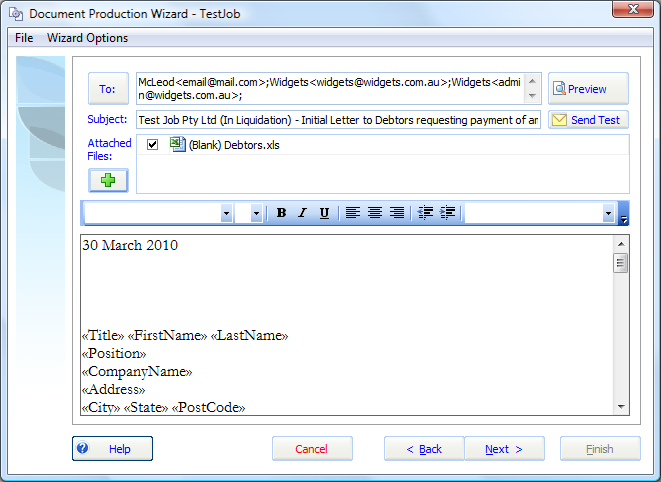 Document Production Wizard - TestJob
File Wizard Options
To:
McLeod<email@mail.com>;Widgets<widgets@widgets.com.au>;Widgets<admi
n@widgets.com.au>;
Preview
Subject:
Test Job Pty Ltd (In Liquidation) - Initial Letter to Debtors requesting payment of ar
Send Test
Attached
Files:
(Blank) Debtors.xls
B I U
30 March 2010
«Title» «FirstName» «LastName»
«Position»
«CompanyName»
«Address»
«City» «State» «PostCode»
? Help
Cancel
< Back
Next >
Finish